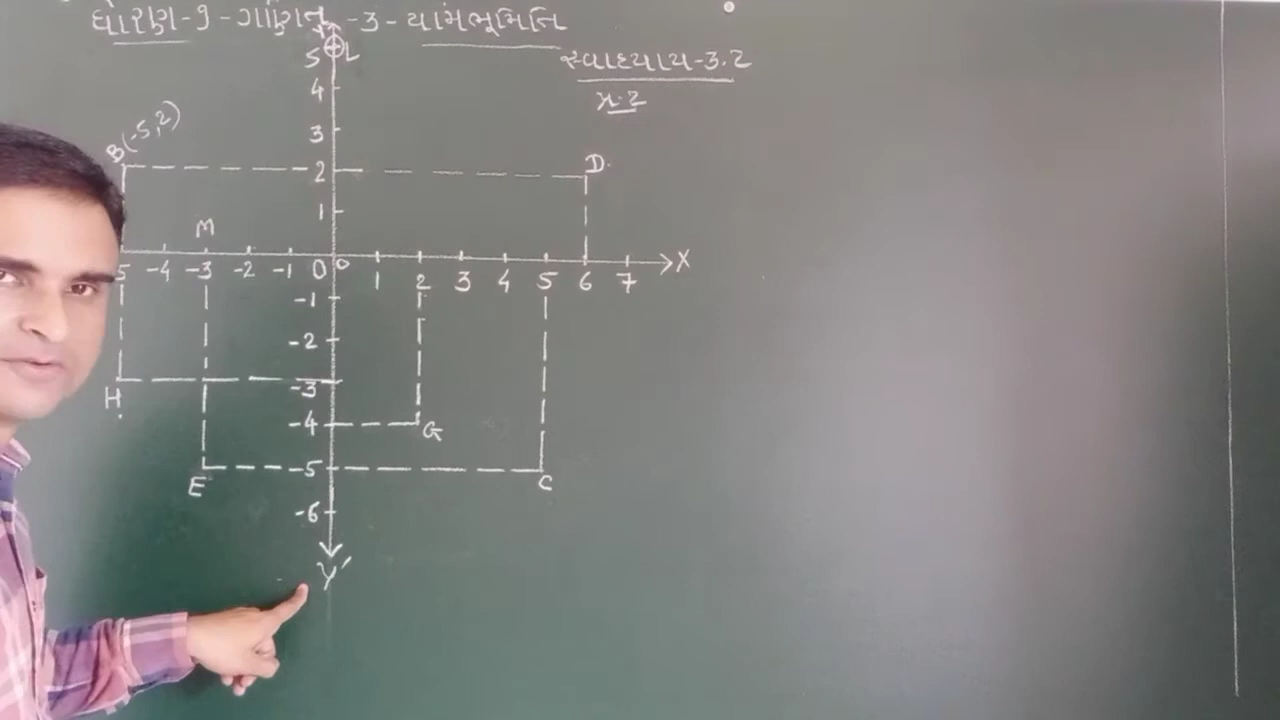 ધોરણ-9-ગણિત-3-યામભૂમિતિ
સ્વાધ્યાય-3.2
પ્ર.2
5 L
4
B(-5,2)
3
2 D
1
M
5 -4 -3 -2 -1 0 O 1 2 3 4 5 6 7 X
-1
-2
-3
H
-4 G
-5
E C
-6
Y'